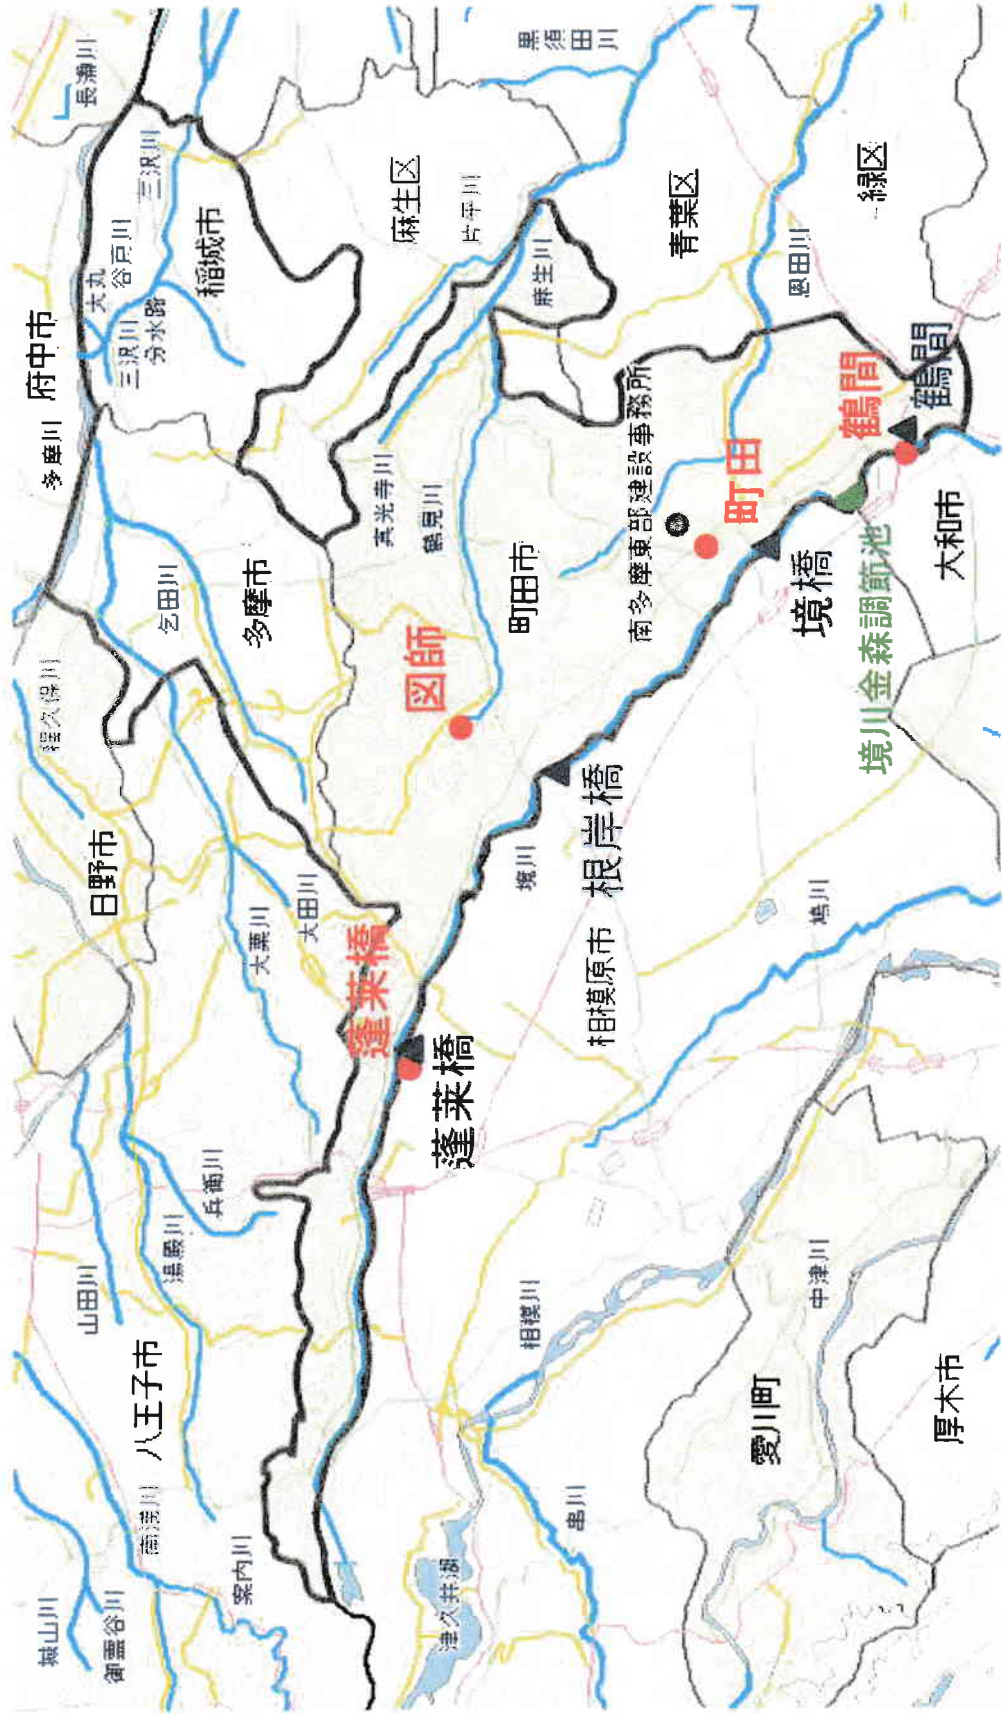 城山川
御霊谷川
南浅川
案内川
八王子市
山田川
湯殿川
兵衛川
日野市
程久保川
大栗川
大田川
乞田川
多摩市
多摩川
府中市
大丸
谷戸川
三沢川
分水路
三沢川
長瀞川
稲城市
蓬莱橋
蓬莱橋
図師
真光寺川
鶴見川
麻生区
片平川
麻生川
黒須
田川
津久井湖
串川
相模川
境川
根岸橋
相模原市
町田市
南多摩東部建設事務所
町田
青葉区
恩田川
緑区
境橋
鶴間
鶴間
境川金森調節池
大和市
鳩川
中津川
愛川町
厚木市